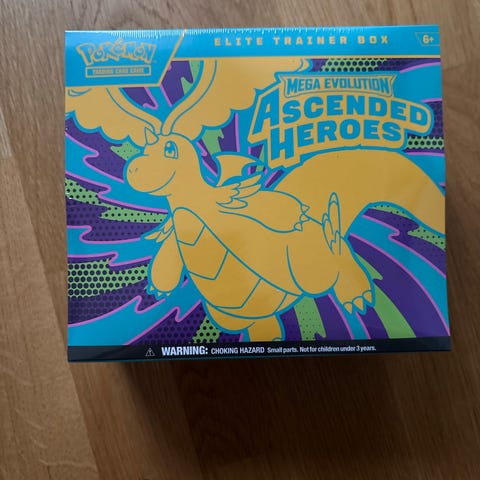 POKÉMON
TRADING CARD GAME
ELITE TRAINER BOX
6+
MEGA EVOLUTION
ASCENDED
HEROES
WARNING: CHOKING HAZARD Small parts. Not for children under 3 years.